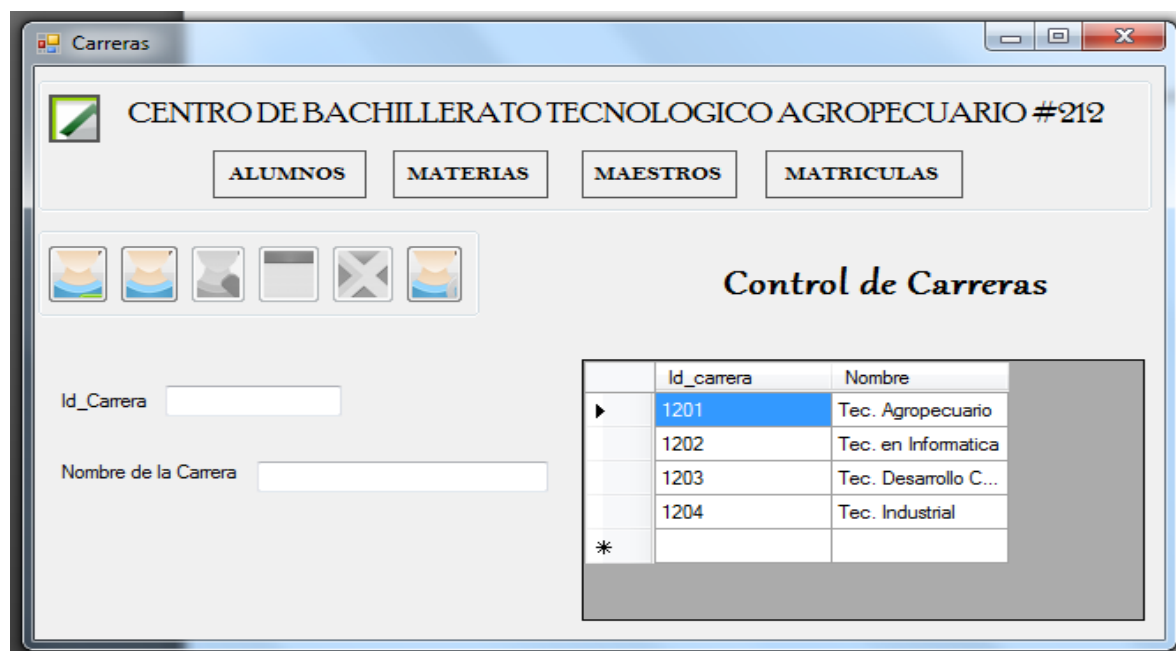 Carreras
CENTRO DE BACHILLERATO TECNOLOGICO AGROPECUARIO #212
ALUMNOS MATERIAS MAESTROS MATRICULAS
Control de Carreras
Id_Carrera
Nombre de la Carrera
Id_carrera Nombre
1201 Tec. Agropecuario
1202 Tec. en Informatica
1203 Tec. Desarrollo C...
1204 Tec. Industrial